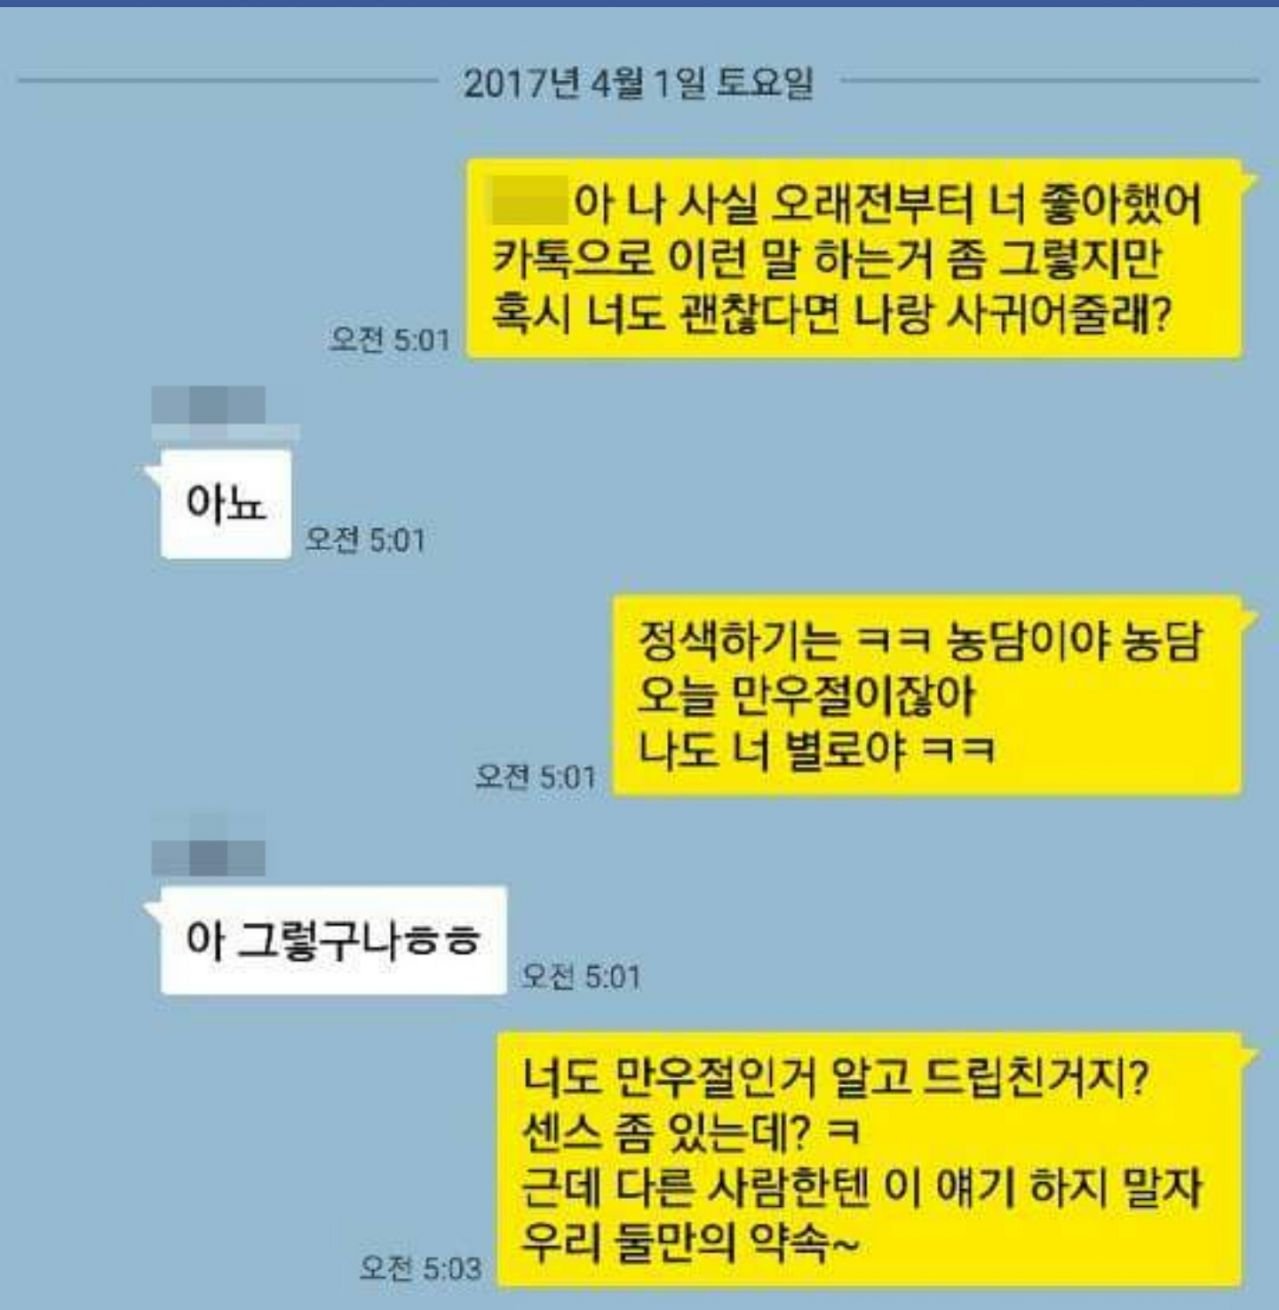 2017년 4월 1일 토요일
아 나 사실 오래전부터 너 좋아했어
카톡으로 이런 말 하는거 좀 그렇지만
혹시 너도 괜찮다면 나랑 사귀어줄래?
오전 5:01
아뇨
오전 5:01
정색하기는 ㅋㅋ 농담이야 농담
오늘 만우절이잖아
나도 너 별로야 ㅋㅋ
오전 5:01
아 그렇구나ㅎㅎ
오전 5:01
너도 만우절인거 알고 드립친거지?
센스 좀 있는데? ㅋ
근데 다른 사람한텐 이 얘기 하지 말자
우리 둘만의 약속~
오전 5:03